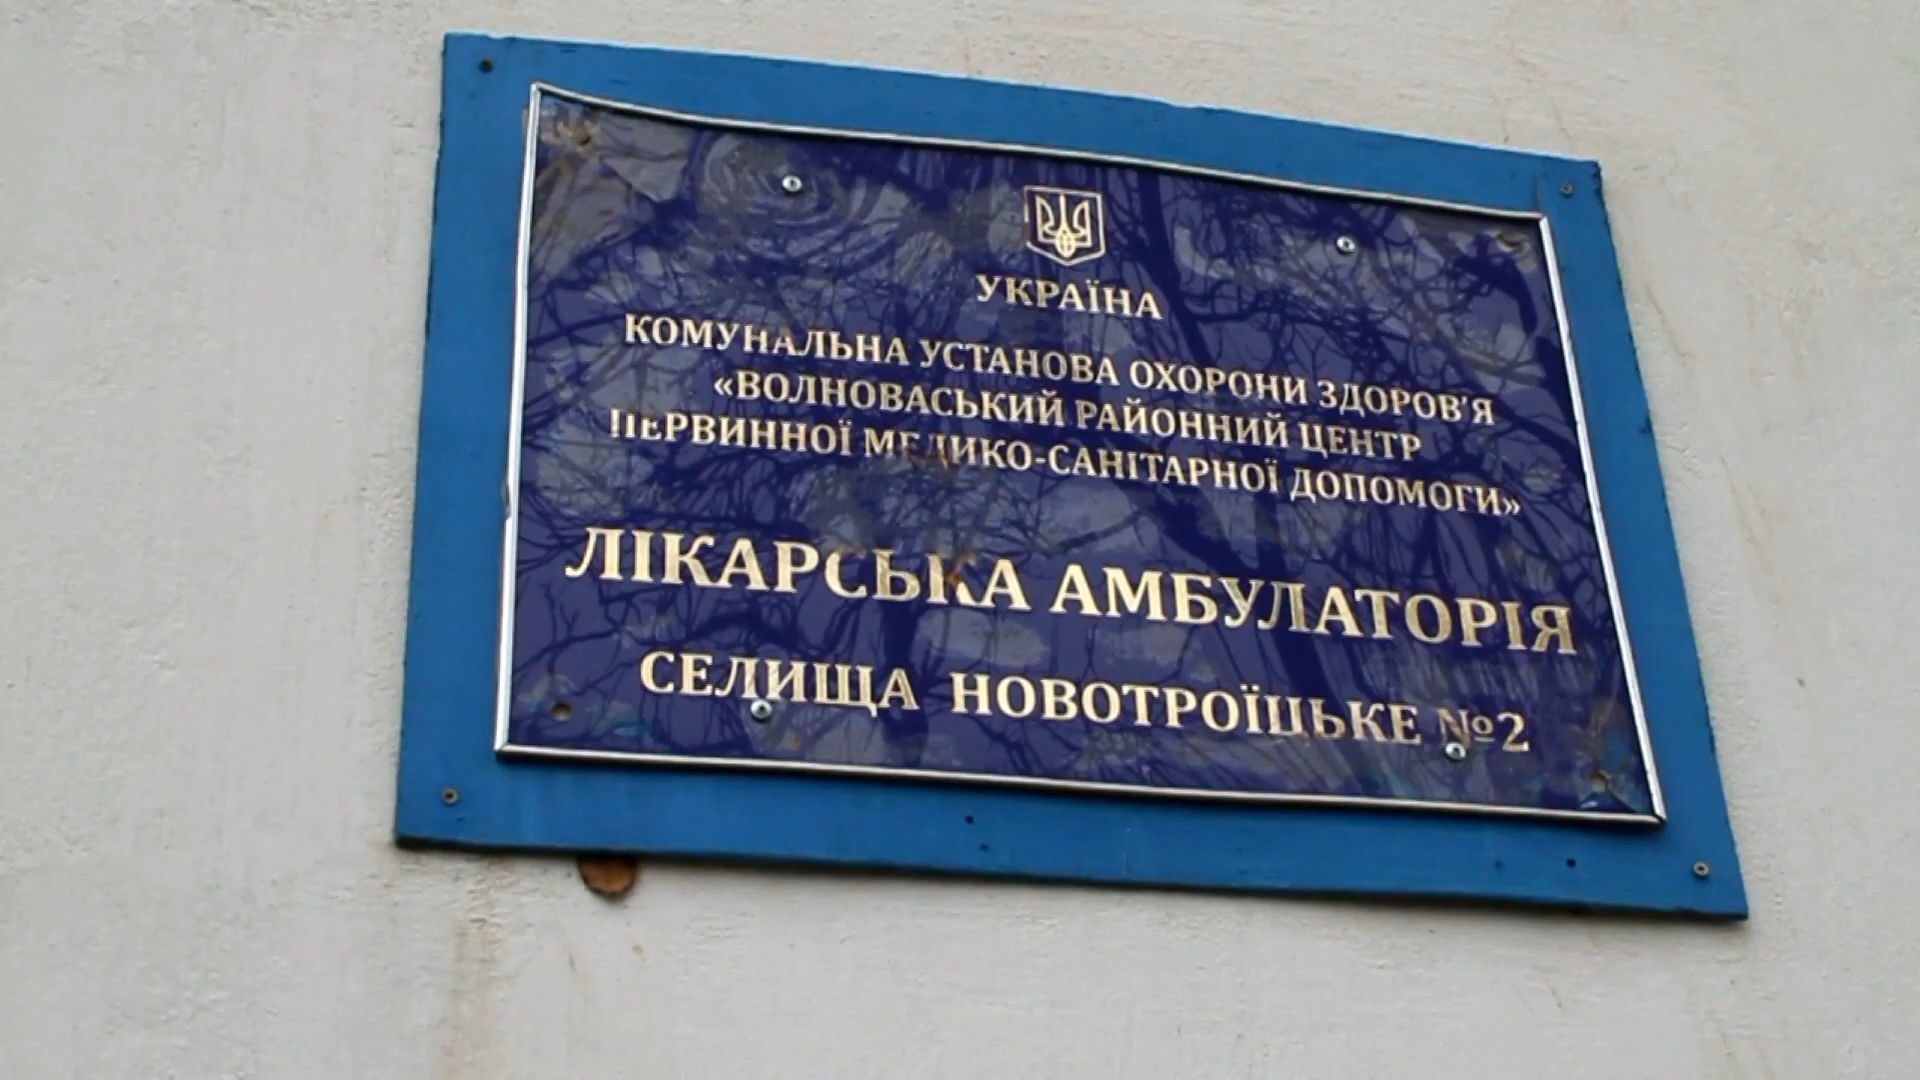 УКРАЇНА
КОМУНАЛЬНА УСТАНОВА ОХОРОНИ ЗДОРОВ'Я
«ВОЛНОВАСЬКИЙ РАЙОННИЙ ЦЕНТР
ПЕРВИННОЇ МЕДИКО-САНІТАРНОЇ ДОПОМОГИ»
ЛІКАРСЬКА АМБУЛАТОРІЯ
СЕЛИЩА НОВОТРОЇЦЬКЕ №2